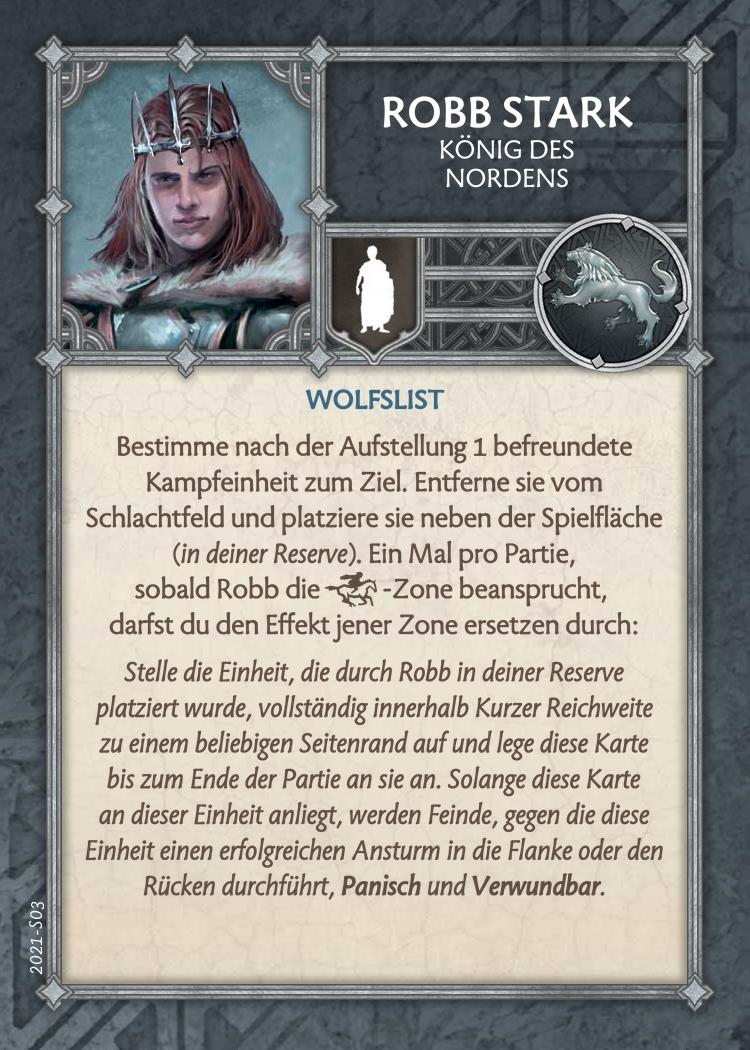 ROBB STARK
KÖNIG DES
NORDENS
WOLFSLIST
Bestimme nach der Aufstellung 1 befreundete
Kampfeinheit zum Ziel. Entferne sie vom
Schlachtfeld und platziere sie neben der Spielfläche
(in deiner Reserve). Ein Mal pro Partie,
sobald Robb die -Zone beansprucht,
darfst du den Effekt jener Zone ersetzen durch:
Stelle die Einheit, die durch Robb in deiner Reserve
platziert wurde, vollständig innerhalb Kurzer Reichweite
zu einem beliebigen Seitenrand auf und lege diese Karte
bis zum Ende der Partie an sie an. Solange diese Karte
an dieser Einheit anliegt, werden Feinde, gegen die diese
Einheit einen erfolgreichen Ansturm in die Flanke oder den
Rücken durchführt, Panisch und Verwundbar.
2021-S03